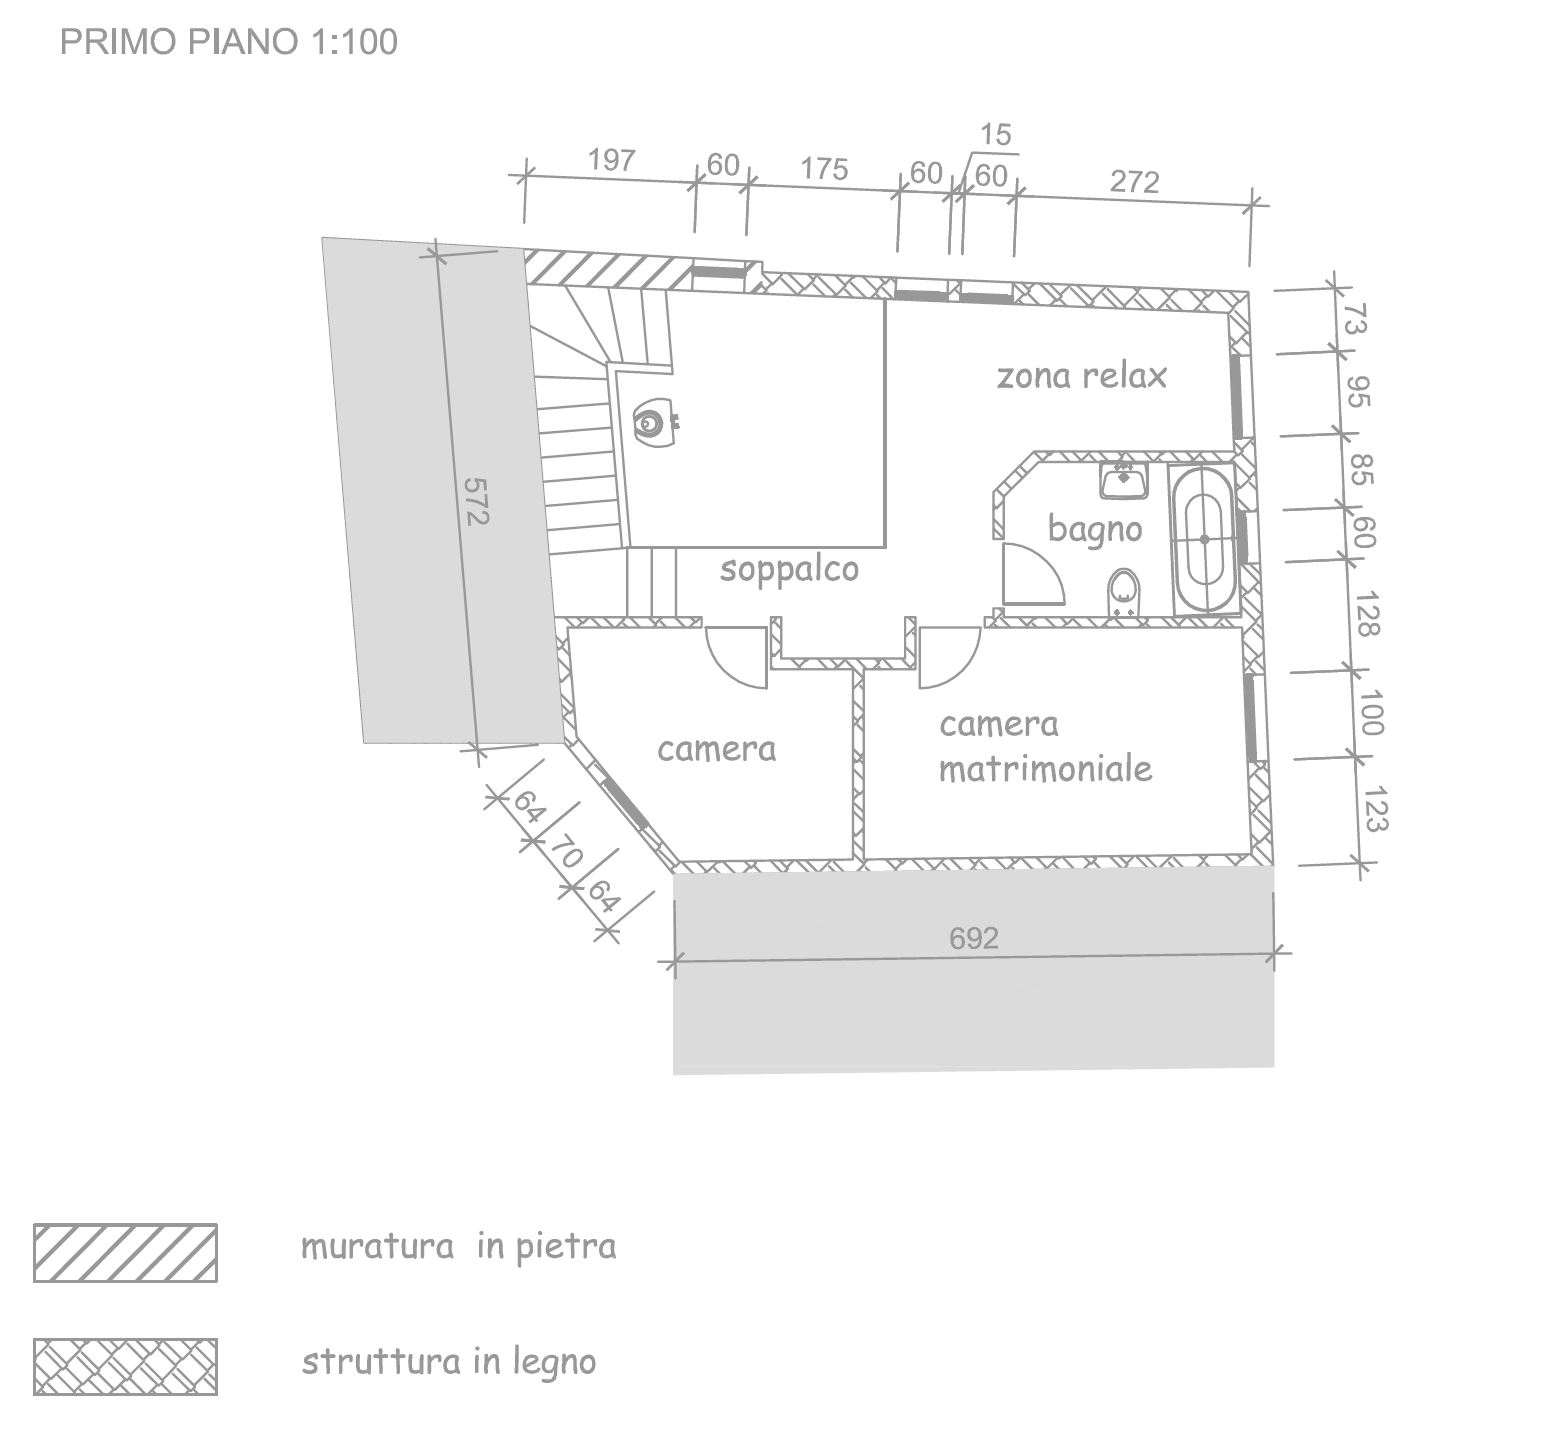 PRIMO PIANO 1:100
15
197
60
175
60
60
272
73
95
85
60
128
100
123
572
zona relax
bagno
soppalco
camera
camera
matrimoniale
64
70
64
692
muratura in pietra
struttura in legno